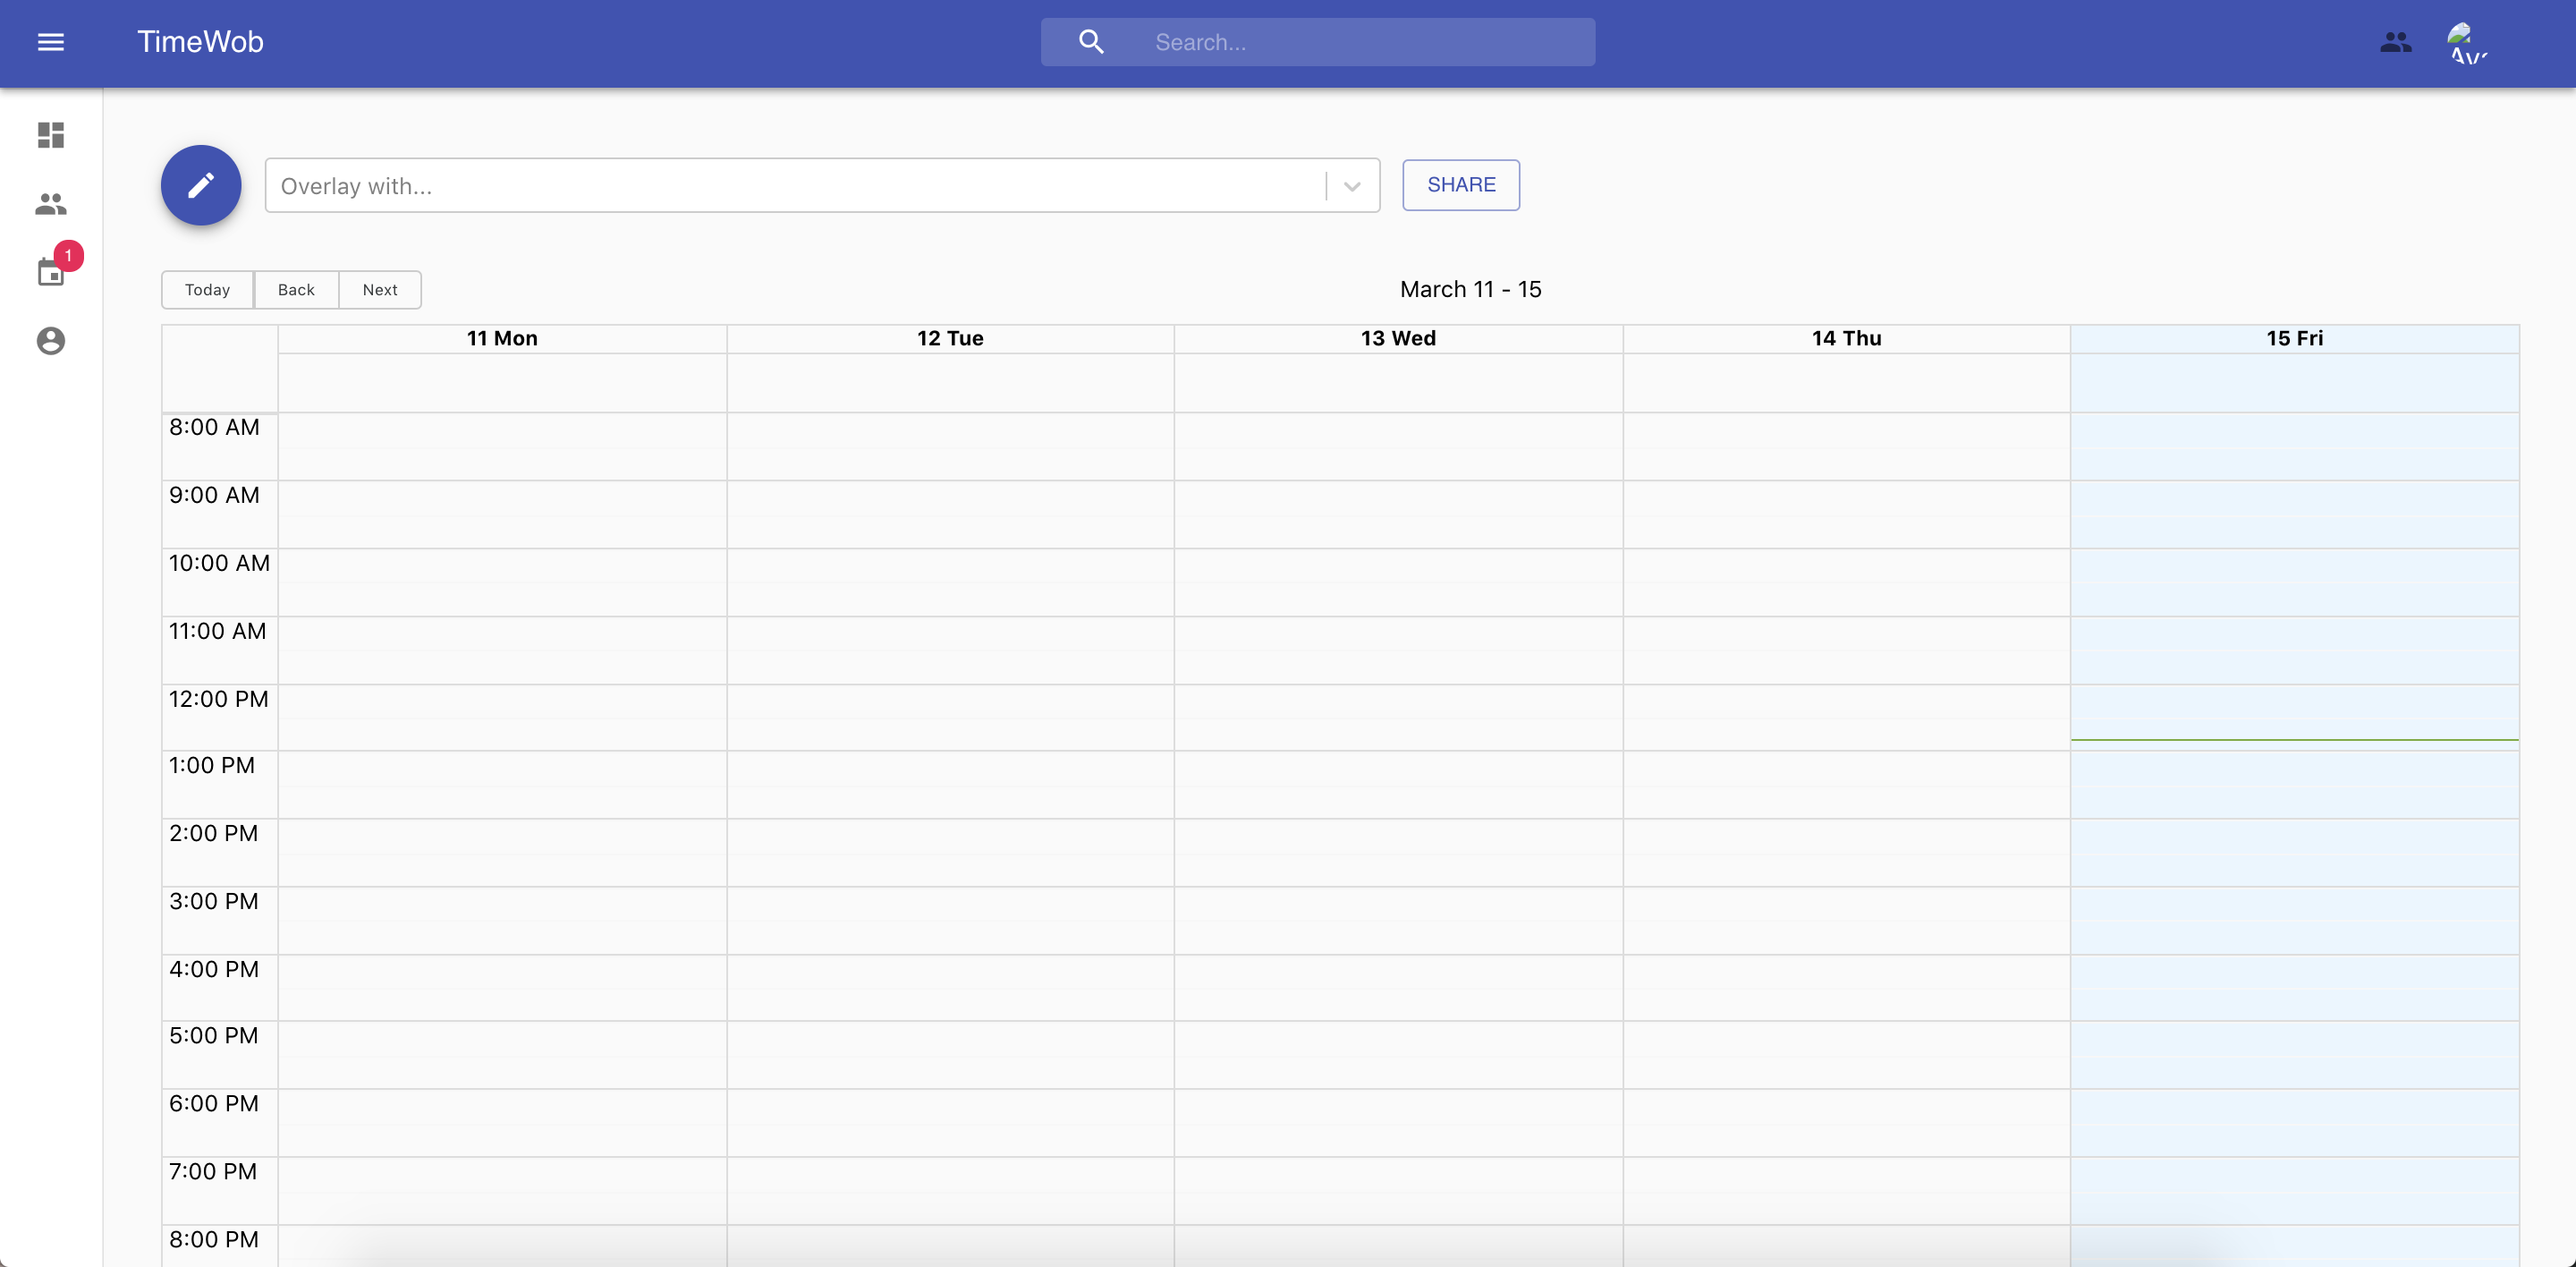 TimeWob
Search...
Overlay with...
SHARE
1
Today Back Next
March 11 - 15
11 Mon 12 Tue 13 Wed 14 Thu 15 Fri
8:00 AM
9:00 AM
10:00 AM
11:00 AM
12:00 PM
1:00 PM
2:00 PM
3:00 PM
4:00 PM
5:00 PM
6:00 PM
7:00 PM
8:00 PM